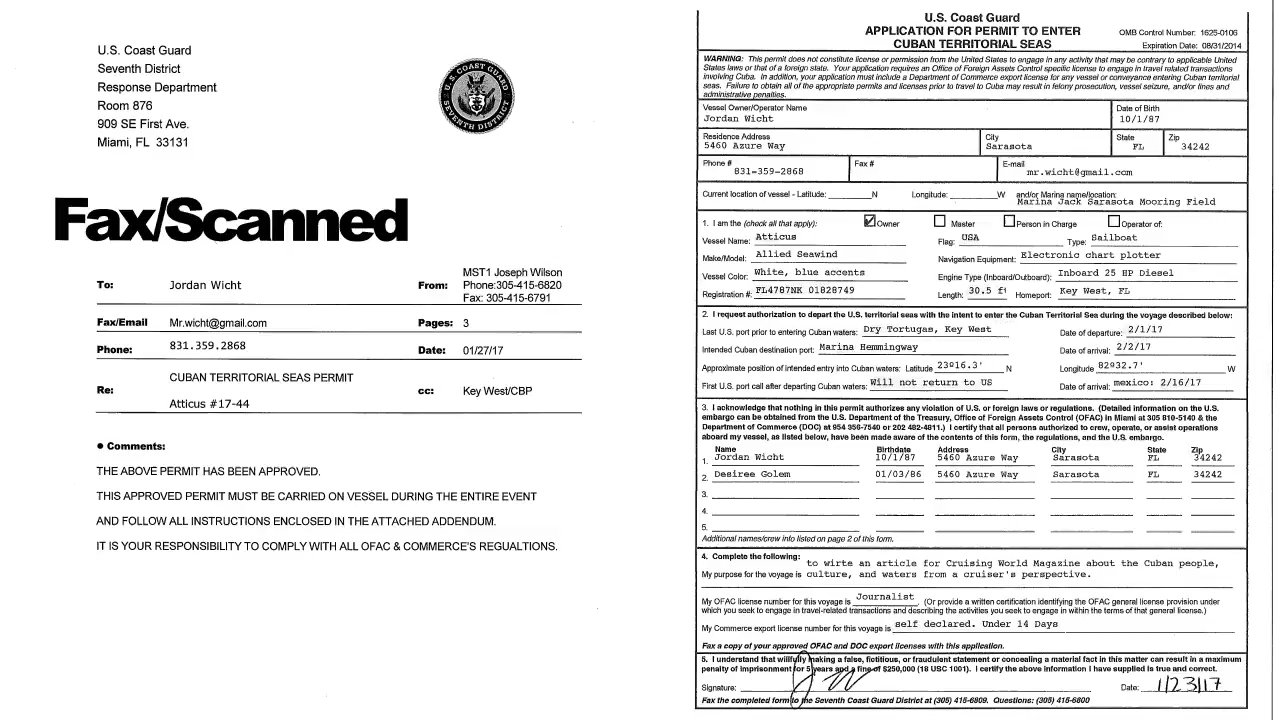 U.S. Coast Guard
Seventh District
Response Department
Room 876
909 SE First Ave.
Miami, FL 33131
U.S. COAST GUARD
SEVENTH DISTRICT
Fax/Scanned
To: Jordan Wicht From: MST1 Joseph Wilson
Phone:305-415-6820
Fax: 305-415-6791
Fax/Email Mr.wicht@gmail.com Pages: 3
Phone: 831.359.2868 Date: 01/27/17
Re: CUBAN TERRITORIAL SEAS PERMIT cc: Key West/CBP
Atticus #17-44
● Comments:
THE ABOVE PERMIT HAS BEEN APPROVED.
THIS APPROVED PERMIT MUST BE CARRIED ON VESSEL DURING THE ENTIRE EVENT
AND FOLLOW ALL INSTRUCTIONS ENCLOSED IN THE ATTACHED ADDENDUM.
IT IS YOUR RESPONSIBILITY TO COMPLY WITH ALL OFAC & COMMERCE'S REGUALTIONS.
U.S. Coast Guard
APPLICATION FOR PERMIT TO ENTER
CUBAN TERRITORIAL SEAS
OMB Control Number: 1625-0106
Expiration Date: 08/31/2014
WARNING: This permit does not constitute license or permission from the United States to engage in any activity that may be contrary to applicable United
States laws or that of a foreign state. Your application requires an Office of Foreign Assets Control specific license to engage in travel related transactions
involving Cuba. In addition, your application must include a Department of Commerce export license for any vessel or conveyance entering Cuban territorial
seas. Failure to obtain all of the appropriate permits and licenses prior to travel to Cuba may result in felony prosecution, vessel seizure, and/or fines and
administrative penalties.
Vessel Owner/Operator Name Date of Birth
Jordan Wicht 10/1/87
Residence Address City State Zip
5460 Azure Way Sarasota FL 34242
Phone # Fax # E-mail
831-359-2868 mr.wicht@gmail.com
Current location of vessel - Latitude: N Longitude: W and/or Marina name/location:
Marina Jack Sarasota Mooring Field
1. I am the (check all that apply): ☑ Owner ☐ Master ☐ Person in Charge ☐ Operator of:
Vessel Name: Atticus Flag: USA Type: Sailboat
Make/Model: Allied Seawind Navigation Equipment: Electronic chart plotter
Vessel Color: White, blue accents Engine Type (Inboard/Outboard): Inboard 25 HP Diesel
Registration #: FL4787NK 01828749 Length: 30.5 ft Homeport: Key West, FL
2. I request authorization to depart the U.S. territorial seas with the intent to enter the Cuban Territorial Sea during the voyage described below:
Last U.S. port prior to entering Cuban waters: Dry Tortugas, Key West Date of departure: 2/1/17
Intended Cuban destination port: Marina Hemmingway Date of arrival: 2/2/17
Approximate position of intended entry into Cuban waters: Latitude 23º16.3' N Longitude 82º32.7' W
First U.S. port call after departing Cuban waters: Will not return to US Date of arrival: mexico: 2/16/17
3. I acknowledge that nothing in this permit authorizes any violation of U.S. or foreign laws or regulations. (Detailed information on the U.S.
embargo can be obtained from the U.S. Department of the Treasury, Office of Foreign Assets Control (OFAC) in Miami at 305 810-5140 & the
Department of Commerce (DOC) at 954 356-7540 or 202 482-4811.) I certify that all persons authorized to crew, operate, or assist operations
aboard my vessel, as listed below, have been made aware of the contents of this form, the regulations, and the U.S. embargo.
Name Birthdate Address City State Zip
1. Jordan Wicht 10/1/87 5460 Azure Way Sarasota FL 34242
2. Desiree Golem 01/03/86 5460 Azure Way Sarasota FL 34242
3.
4.
5.
Additional names/crew info listed on page 2 of this form.
4. Complete the following:
to wirte an article for Cruising World Magazine about the Cuban people,
My purpose for the voyage is culture, and waters from a cruiser's perspective.
My OFAC license number for this voyage is Journalist. (Or provide a written certification identifying the OFAC general license provision under
which you seek to engage in travel-related transactions and describing the activities you seek to engage in within the terms of that general license.)
My Commerce export license number for this voyage is self declared. Under 14 Days
Fax a copy of your approved OFAC and DOC export licenses with this application.
5. I understand that willfully making a false, fictitious, or fraudulent statement or concealing a material fact in this matter can result in a maximum
penalty of imprisonment for 5 years and a fine of $250,000 (18 USC 1001). I certify the above information I have supplied is true and correct.
Signature: Date: 1/23/17
Fax the completed form to the Seventh Coast Guard District at (305) 415-6809. Questions: (305) 415-6800